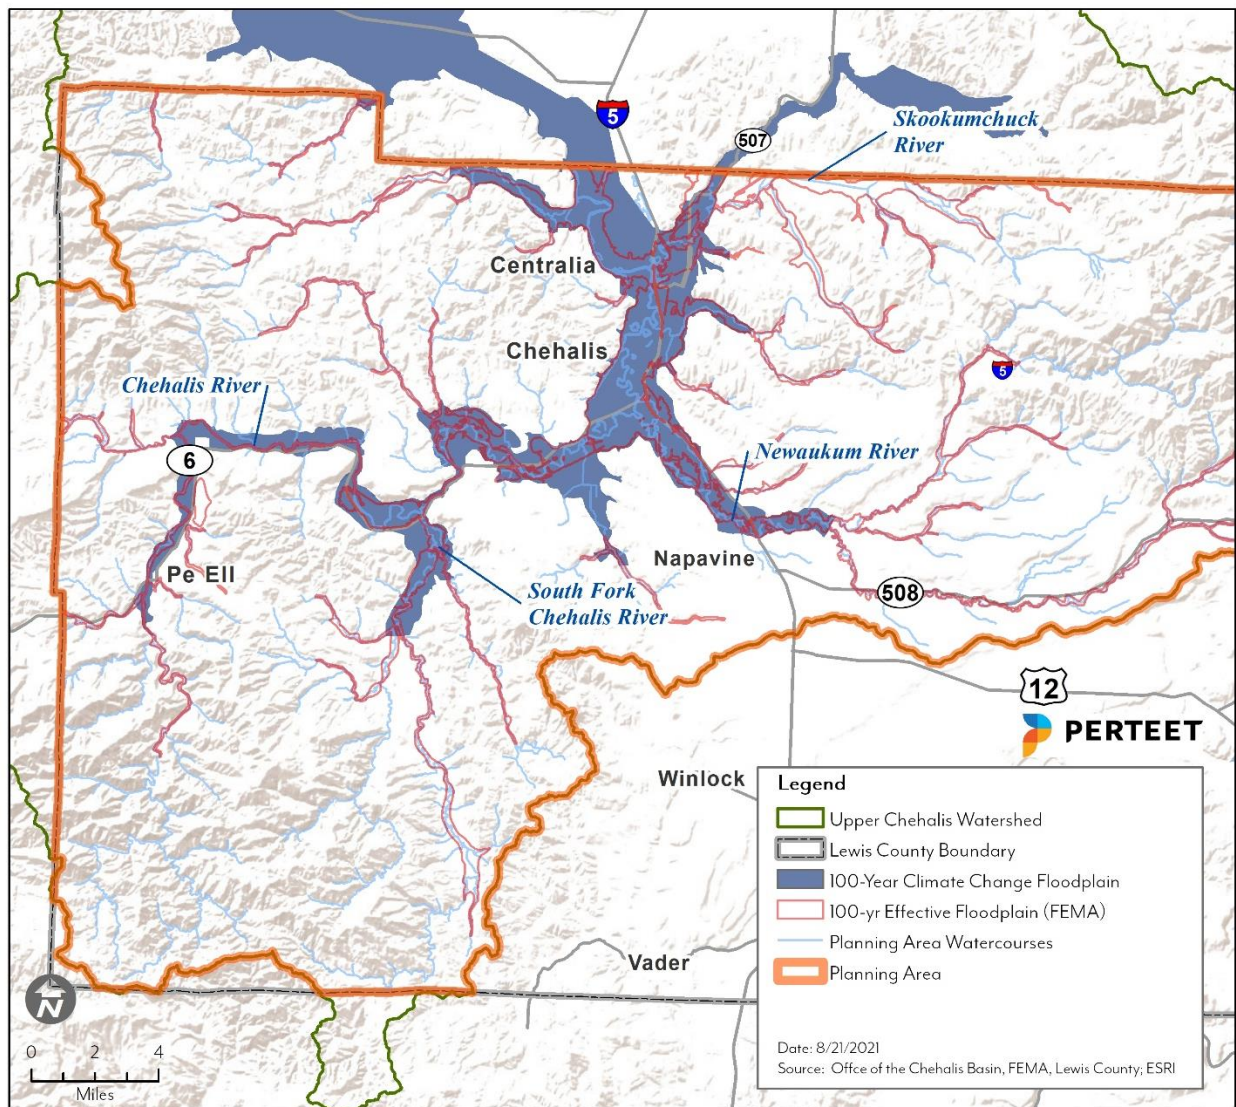 5
507
Skookumchuck
River
Centralia
Chehalis
5
Chehalis River
6
Newaukum River
Napavine
Pe Ell
South Fork
Chehalis River
508
12
PERTEET
Winlock
Vader
Legend
Upper Chehalis Watershed
Lewis County Boundary
100-Year Climate Change Floodplain
100-yr Effective Floodplain (FEMA)
Planning Area Watercourses
Planning Area
Date: 8/21/2021
Source: Offce of the Chehalis Basin, FEMA, Lewis County; ESRI
N
0 2 4
Miles